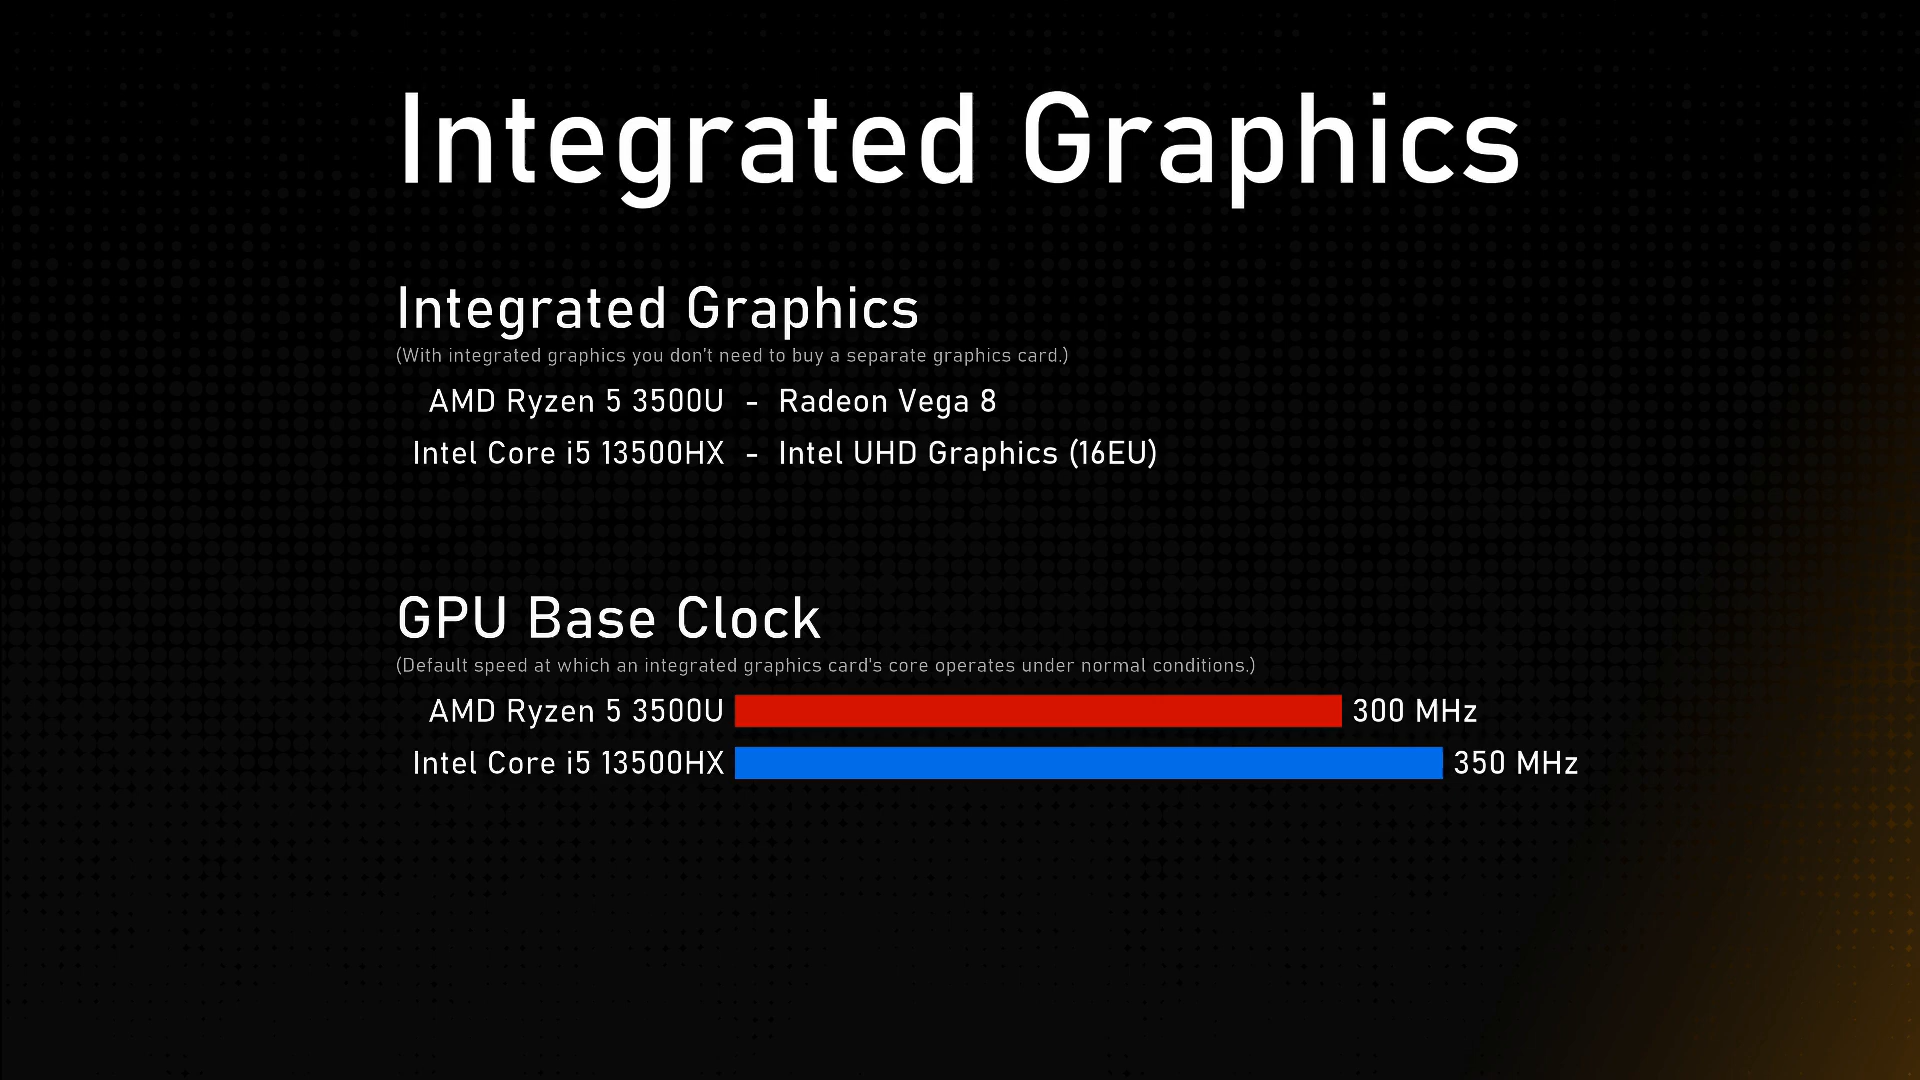 Integrated Graphics
Integrated Graphics
(With integrated graphics you don't need to buy a separate graphics card.)
AMD Ryzen 5 3500U - Radeon Vega 8
Intel Core i5 13500HX - Intel UHD Graphics (16EU)
GPU Base Clock
(Default speed at which an integrated graphics card's core operates under normal conditions.)
AMD Ryzen 5 3500U 300 MHz
Intel Core i5 13500HX 350 MHz